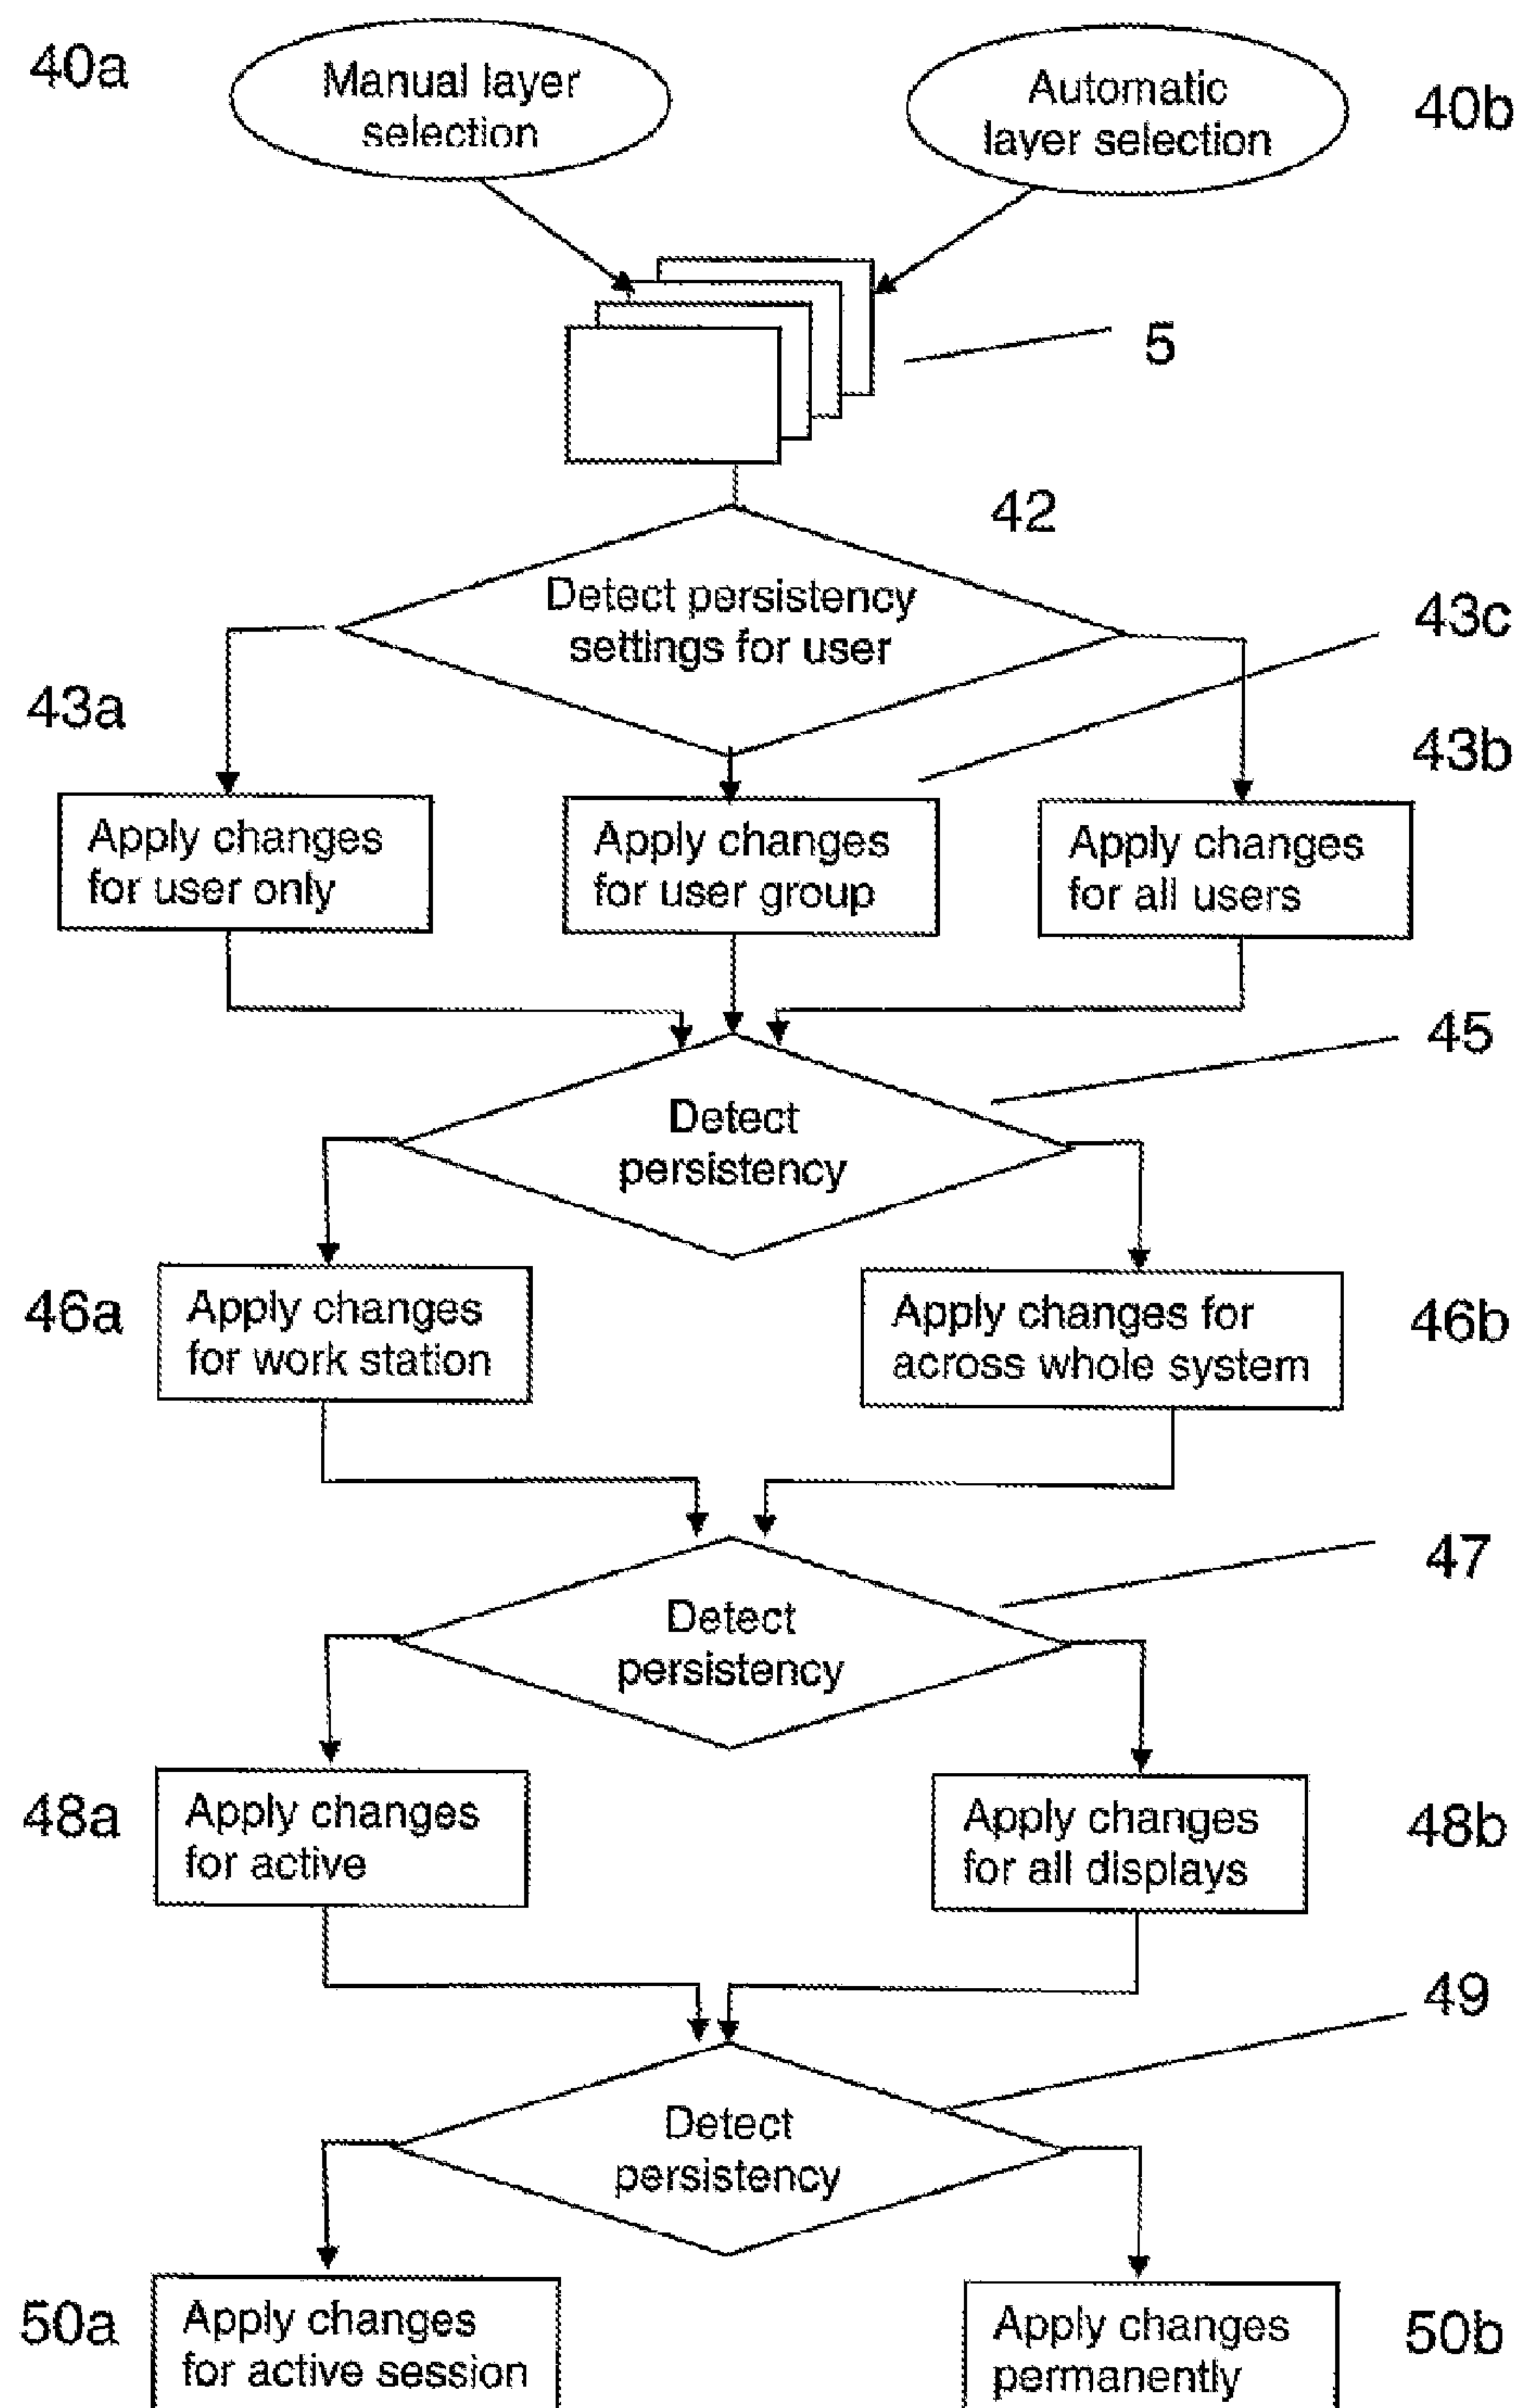 40a
Manual layer
selection
Automatic
layer selection
40b
5
42
Detect persistency
settings for user
43c
43a
43b
Apply changes
for user only
Apply changes
for user group
Apply changes
for all users
45
Detect
persistency
46a
Apply changes
for work station
Apply changes for
across whole system
46b
47
Detect
persistency
48a
Apply changes
for active
Apply changes
for all displays
48b
49
Detect
persistency
50a
Apply changes
for active session
Apply changes
permanently
50b